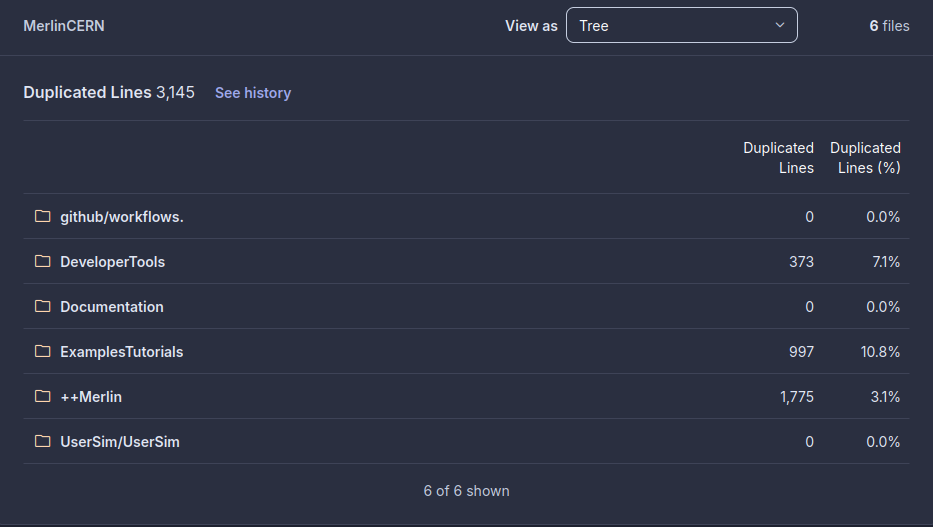 MerlinCERN View as Tree 6 files
Duplicated Lines 3,145 See history
Duplicated Duplicated
Lines Lines (%)
github/workflows. 0 0.0%
DeveloperTools 373 7.1%
Documentation 0 0.0%
ExamplesTutorials 997 10.8%
++Merlin 1,775 3.1%
UserSim/UserSim 0 0.0%
6 of 6 shown